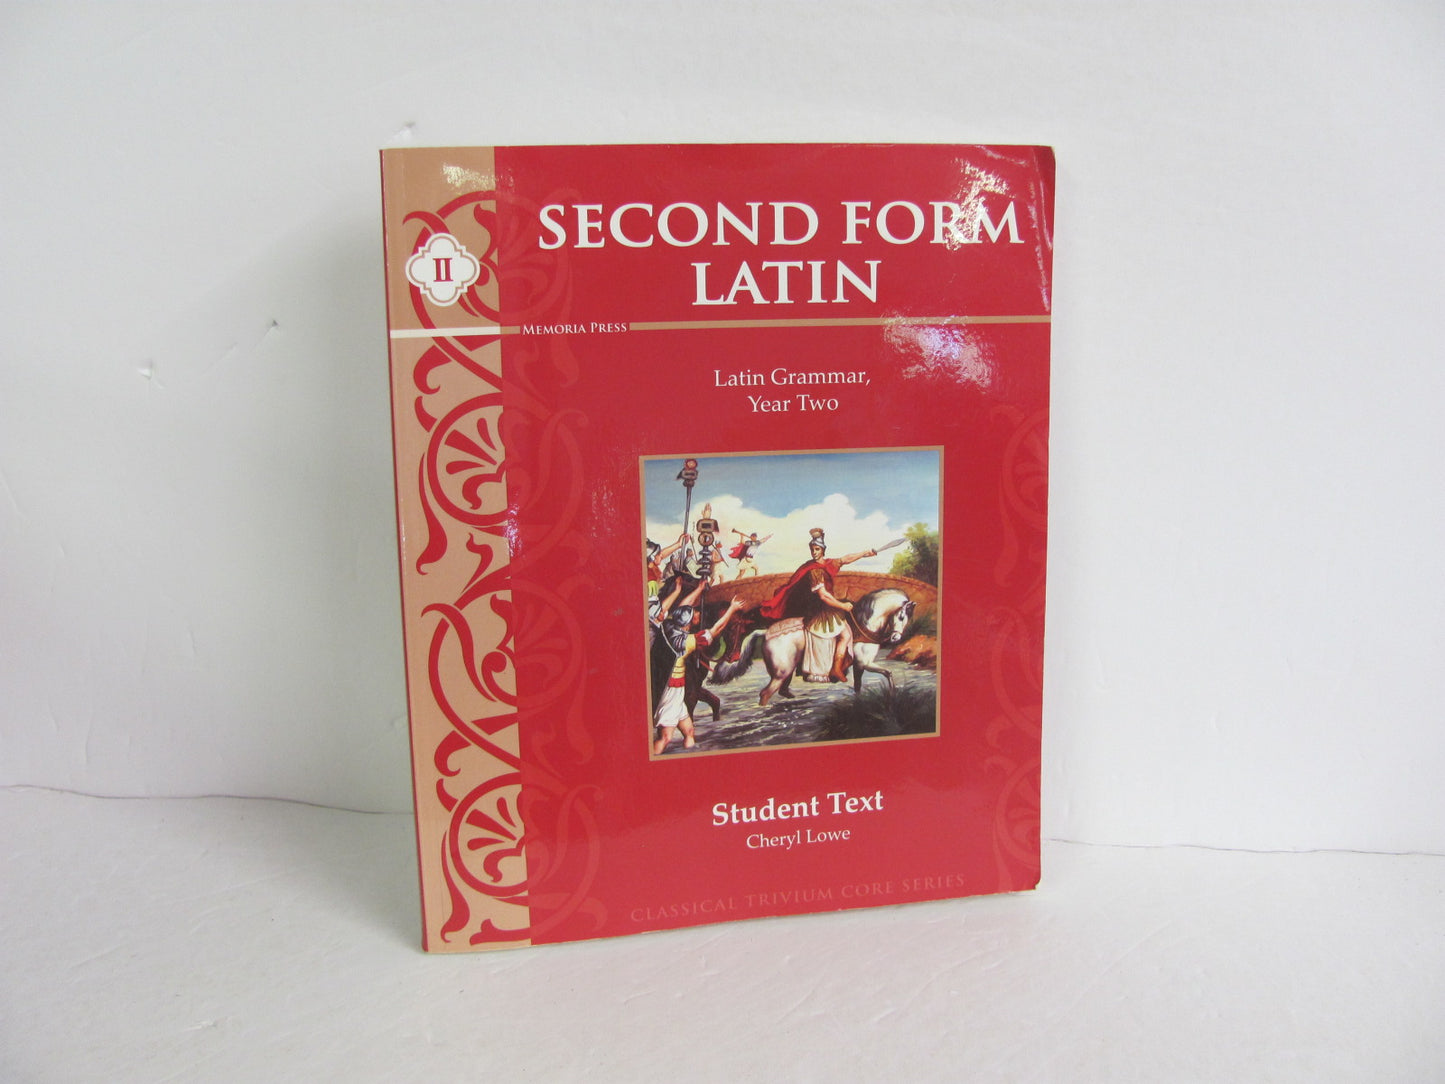 SECOND FORM
LATIN
II
MEMORIA PRESS
Latin Grammar,
Year Two
Student Text
Cheryl Lowe
CLASSICAL TRIVIUM CORE SERIES